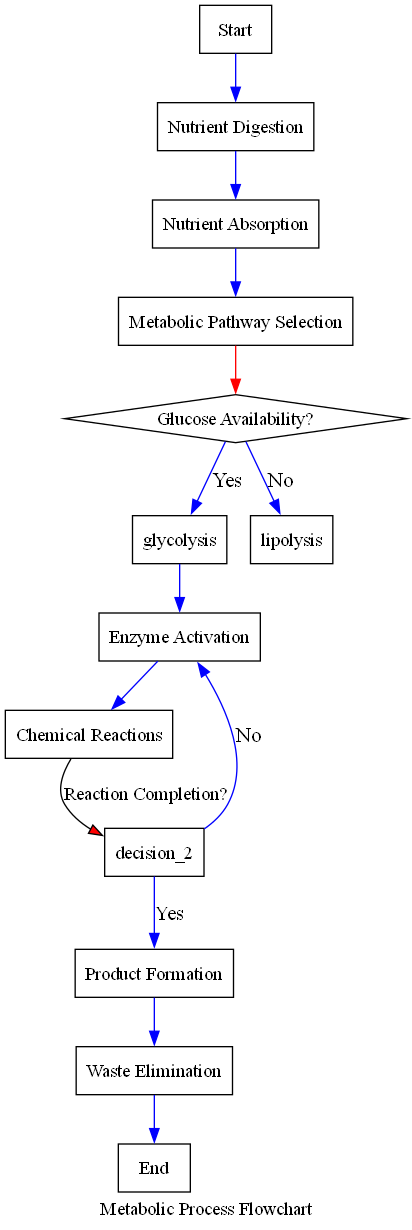 Start
Nutrient Digestion
Nutrient Absorption
Metabolic Pathway Selection
Glucose Availability?
Yes
No
glycolysis
lipolysis
Enzyme Activation
Chemical Reactions
No
Reaction Completion?
decision_2
Yes
Product Formation
Waste Elimination
End
Metabolic Process Flowchart